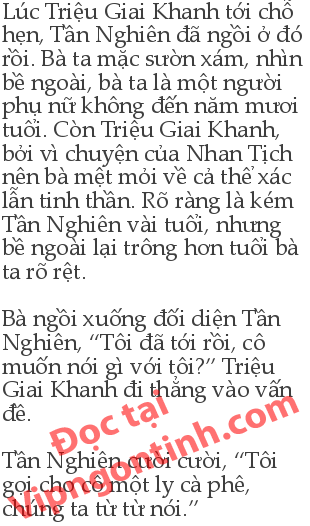 Lúc Triệu Giai Khanh tới chỗ
hẹn, Tần Nghiên đã ngồi ở đó
rồi. Bà ta mặc sườn xám, nhìn
bề ngoài, bà ta là một người
phụ nữ không đến năm mươi
tuổi. Còn Triệu Giai Khanh,
bởi vì chuyện của Nhan Tịch
nên bà mệt mỏi về cả thể xác
lẫn tinh thần. Rõ ràng là kém
Tần Nghiên vài tuổi, nhưng
bề ngoài lại trông hơn tuổi bà
ta rõ rệt.
Bà ngồi xuống đối diện Tần
Nghiên, “Tôi đã tới rồi, cô
muốn nói gì với tôi?” Triệu
Giai Khanh đi thẳng vào vấn
đề.
Tần Nghiên cười cười, “Tôi
gọi cho cô một ly cà phê,
chúng ta từ từ nói.”
Đọc tại
Vipngontinh.com